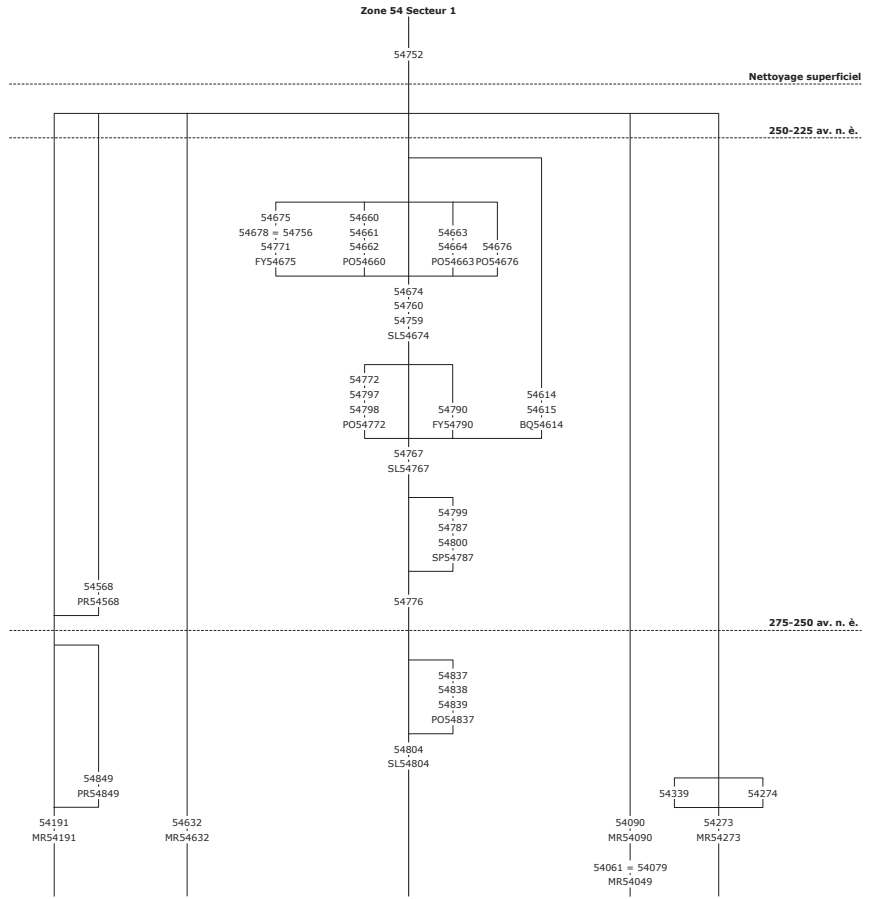 Zone 54 Secteur 1
54752
Nettoyage superficiel
250-225 av. n. è.
54675
54678 = 54756
54771
FY54675
54660
54661
54662
PO54660
54663
54664
PO54663
54676
PO54676
54674
54760
54759
SL54674
54772
54797
54798
PO54772
54790
FY54790
54614
54615
BQ54614
54767
SL54767
54799
54787
54800
SP54787
54568
PR54568
54776
275-250 av. n. è.
54837
54838
54839
PO54837
54804
SL54804
54849
PR54849
54339
54274
54191
MR54191
54632
MR54632
54090
MR54090
54273
MR54273
54061 = 54079
MR54049